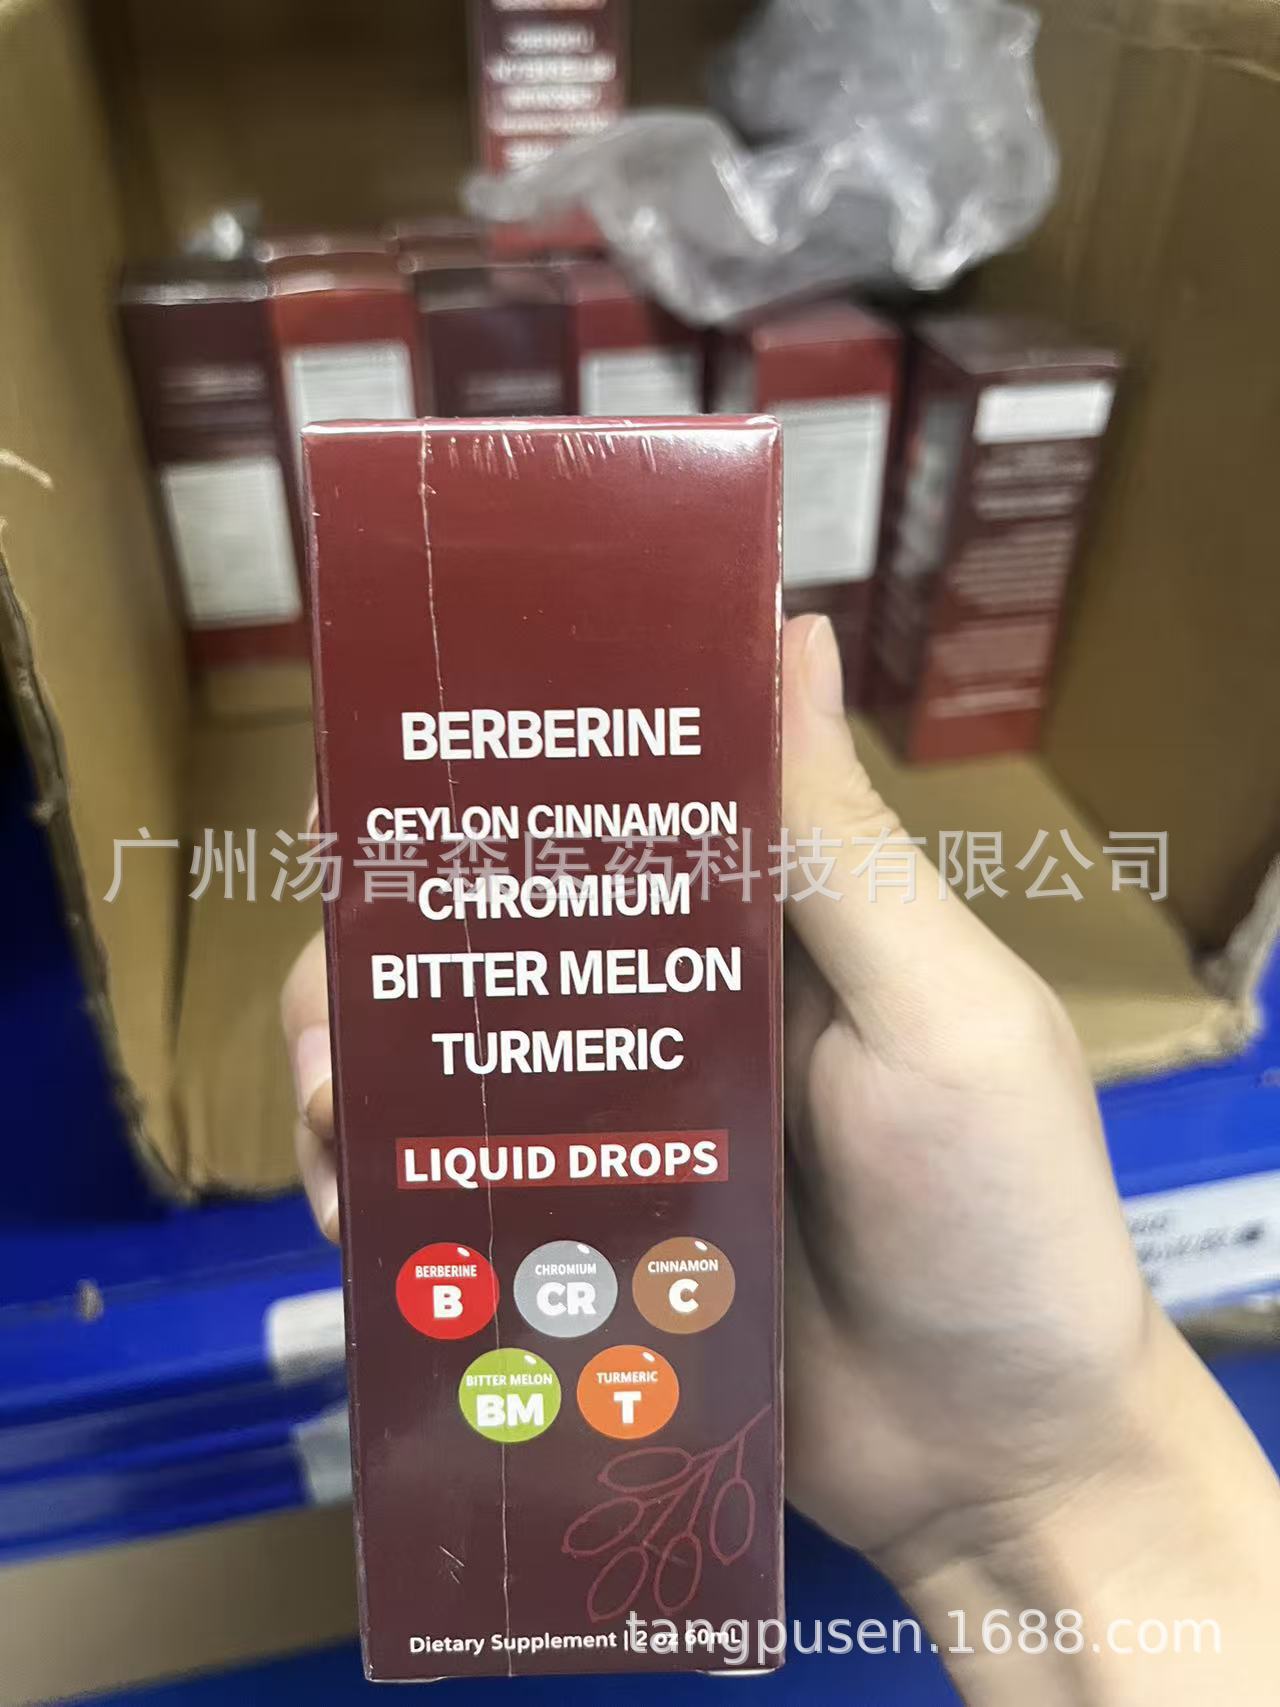 BERBERINE
CEYLON CINNAMON
广州汤普森医药科技有限公司
CHROMIUM
BITTER MELON
TURMERIC
LIQUID DROPS
BERBERINE
B
CHROMIUM
CR
CINNAMON
C
BITTER MELON
BM
TURMERIC
T
Dietary Supplement | 2 oz 60mL
tangpusen.1688.com